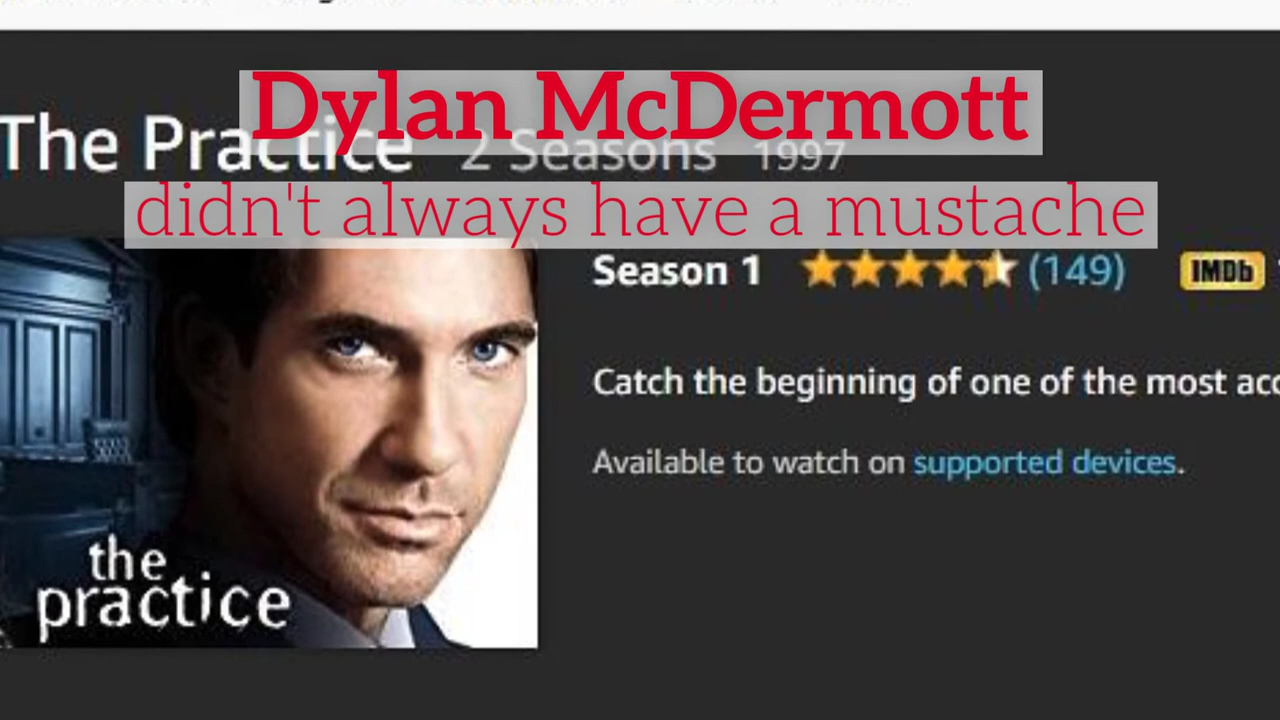 Dylan McDermott
The Practice 2 Seasons 1997
didn't always have a mustache
Season 1 (149) IMDb
Catch the beginning of one of the most
Available to watch on supported devices.
the
practice